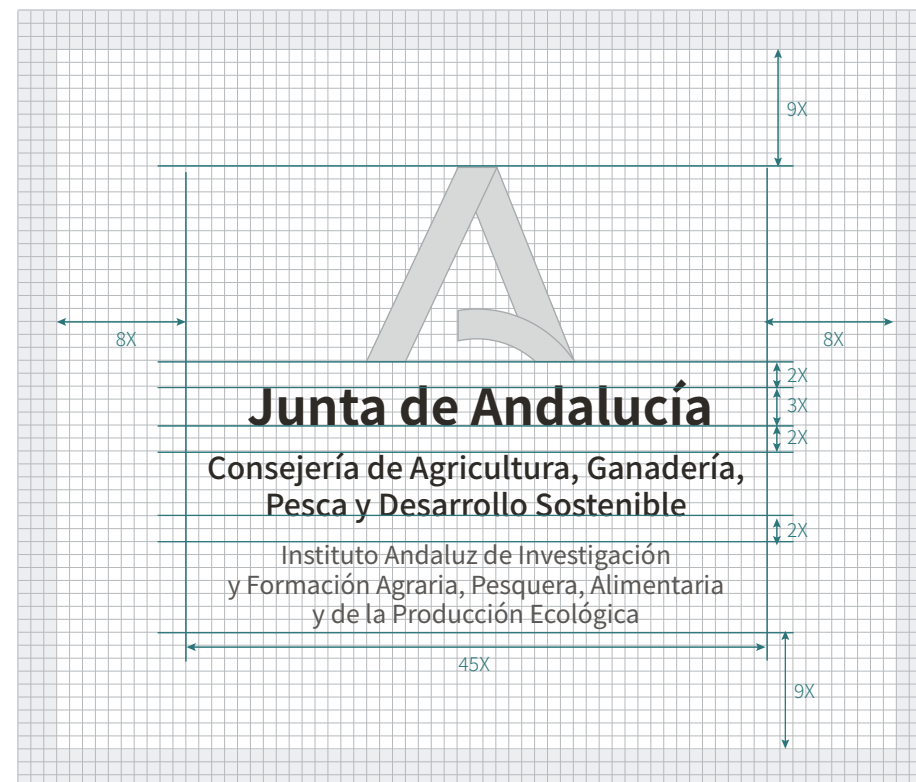 9X
8X
8X
2X
Junta de Andalucía
3X
2X
Consejería de Agricultura, Ganadería,
Pesca y Desarrollo Sostenible
2X
Instituto Andaluz de Investigación
y Formación Agraria, Pesquera, Alimentaria
y de la Producción Ecológica
45X
9X